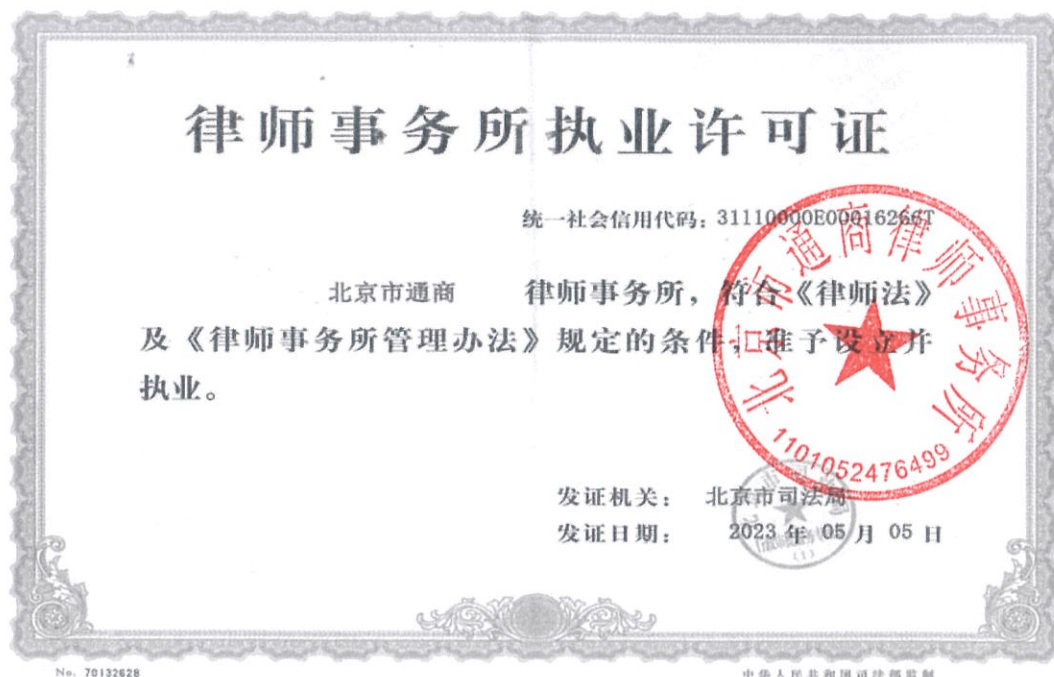 律师事务所执业许可证
统一社会信用代码：31110000E00016266T
北京市通商 律师事务所，符合《律师法》
及《律师事务所管理办法》规定的条件，准予设立并
执业。
北京市通商律师事务所
1101052476499
发证机关： 北京市司法局
发证日期： 2023 年 05 月 05 日
(1)
No. 70132628
中华人民共和国司法部监制